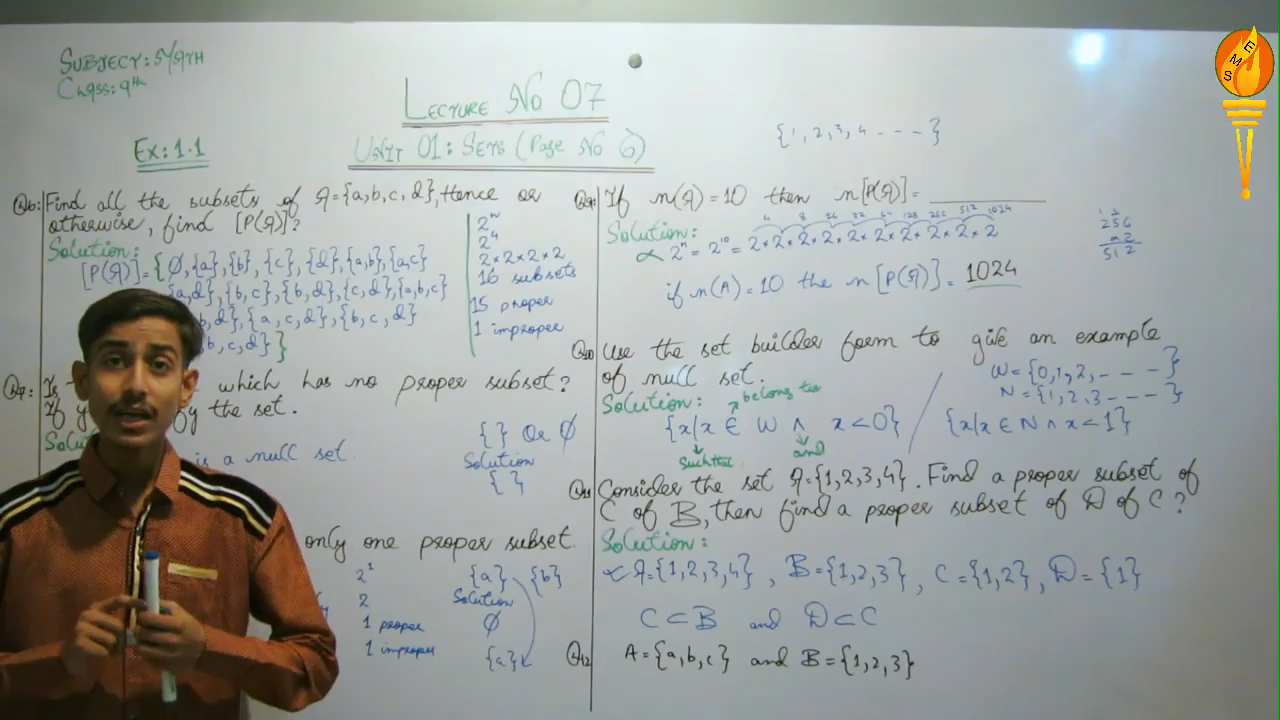 SUBJECT: MATH
Class: 9th
LECTURE No 07
Ex: 1.1
UNIT 01: SETS (Page No 6)
{1, 2, 3, 4 - - - }
Q6: Find all the subsets of A={a,b,c,d}, Hence or
otherwise, find [P(A)]?
Solution:
[P(A)]={∅,{a},{b},{c},{d},{a,b},{a,c}
{a,d},{b,c},{b,d},{c,d},{a,b,c}
b,d},{a,c,d},{b,c,d}
b,c,d}}
2ⁿ
2⁴
2×2×2×2
16 subsets
15 proper
1 improper
Q7: Is which has no proper subset?
If the set.
is a null set.
{ } Or ∅
Solution
{ }
only one proper subset.
2¹
2
1 proper
1 improper
{a} {b}
Solution
∅
{a}
Q9: If n(A)=10 then n[P(A)]=
Solution:
4 8 16 32 64 128 256 512 1024
2ⁿ = 2¹⁰ = 2×2×2×2×2×2×2×2×2×2
256
×2
512
if n(A)=10 the n[P(A)]=1024
Q10 Use the set builder form to give an example
of null set.
W={0,1,2,- - - }
N={1,2,3 - - - }
Solution:
belong to
{x|x ∈ W ∧ x<0} / {x|x ∈ N ∧ x<1}
Such that
and
Q11 Consider the set A={1,2,3,4}. Find a proper subset of
C of B, then find a proper subset of D of C?
Solution:
A={1,2,3,4}, B={1,2,3}, C={1,2}, D={1}
C⊂B and D⊂C
Q12 A={a,b,c} and B={1,2,3}
EMS